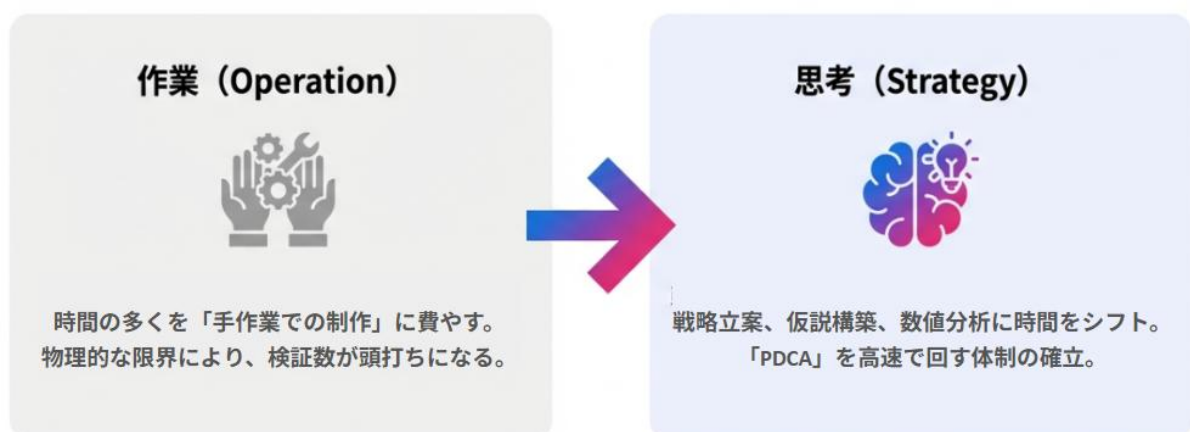 作業（Operation）
時間の多くを「手作業での制作」に費やす。
物理的な限界により、検証数が頭打ちになる。
思考（Strategy）
戦略立案、仮説構築、数値分析に時間をシフト。
「PDCA」を高速で回す体制の確立。